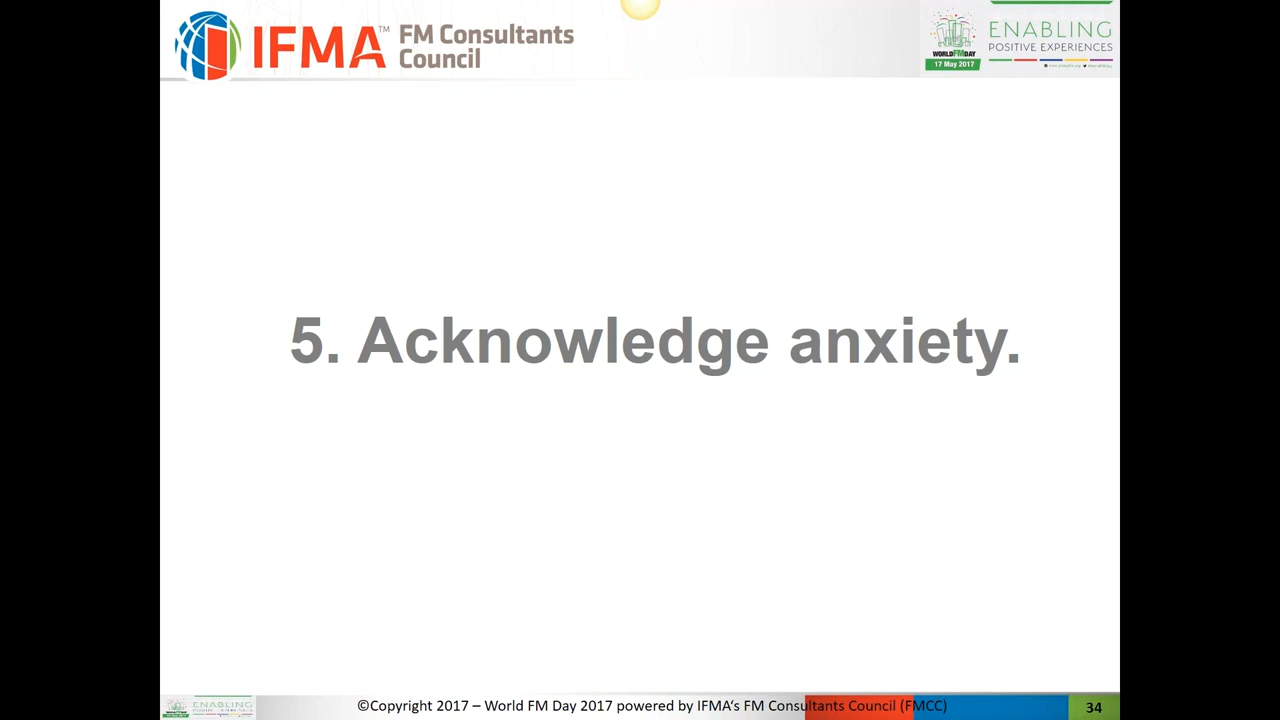 IFMA™ FM Consultants
Council
WORLD FM DAY
17 May 2017
ENABLING
POSITIVE EXPERIENCES
5. Acknowledge anxiety.
ENABLING
©Copyright 2017 – World FM Day 2017 powered by IFMA‘s FM Consultants Council (FMCC)
34